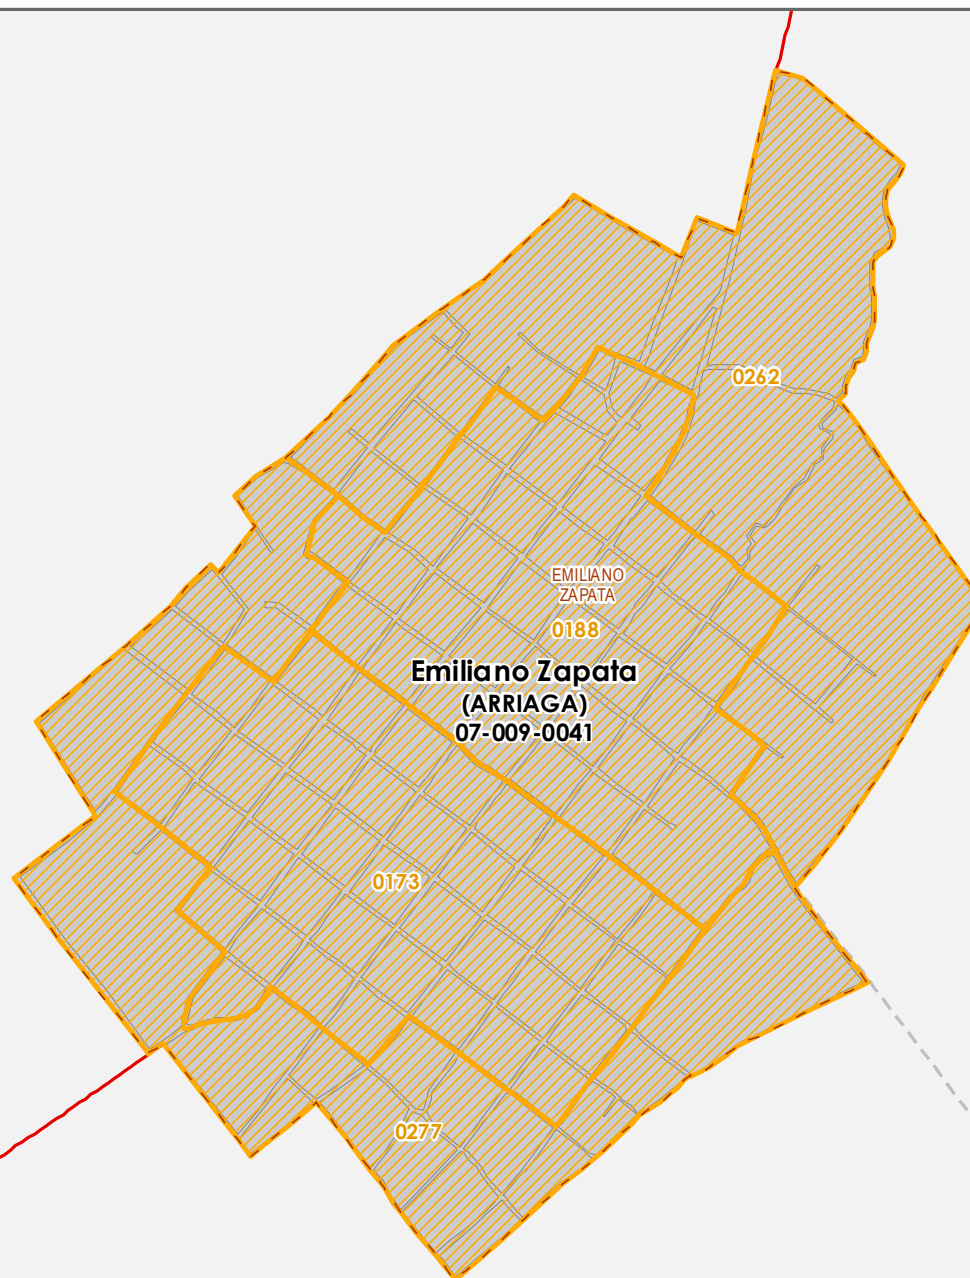 0262
EMILIANO
ZAPATA
0188
Emiliano Zapata
(ARRIAGA)
07-009-0041
0173
0277